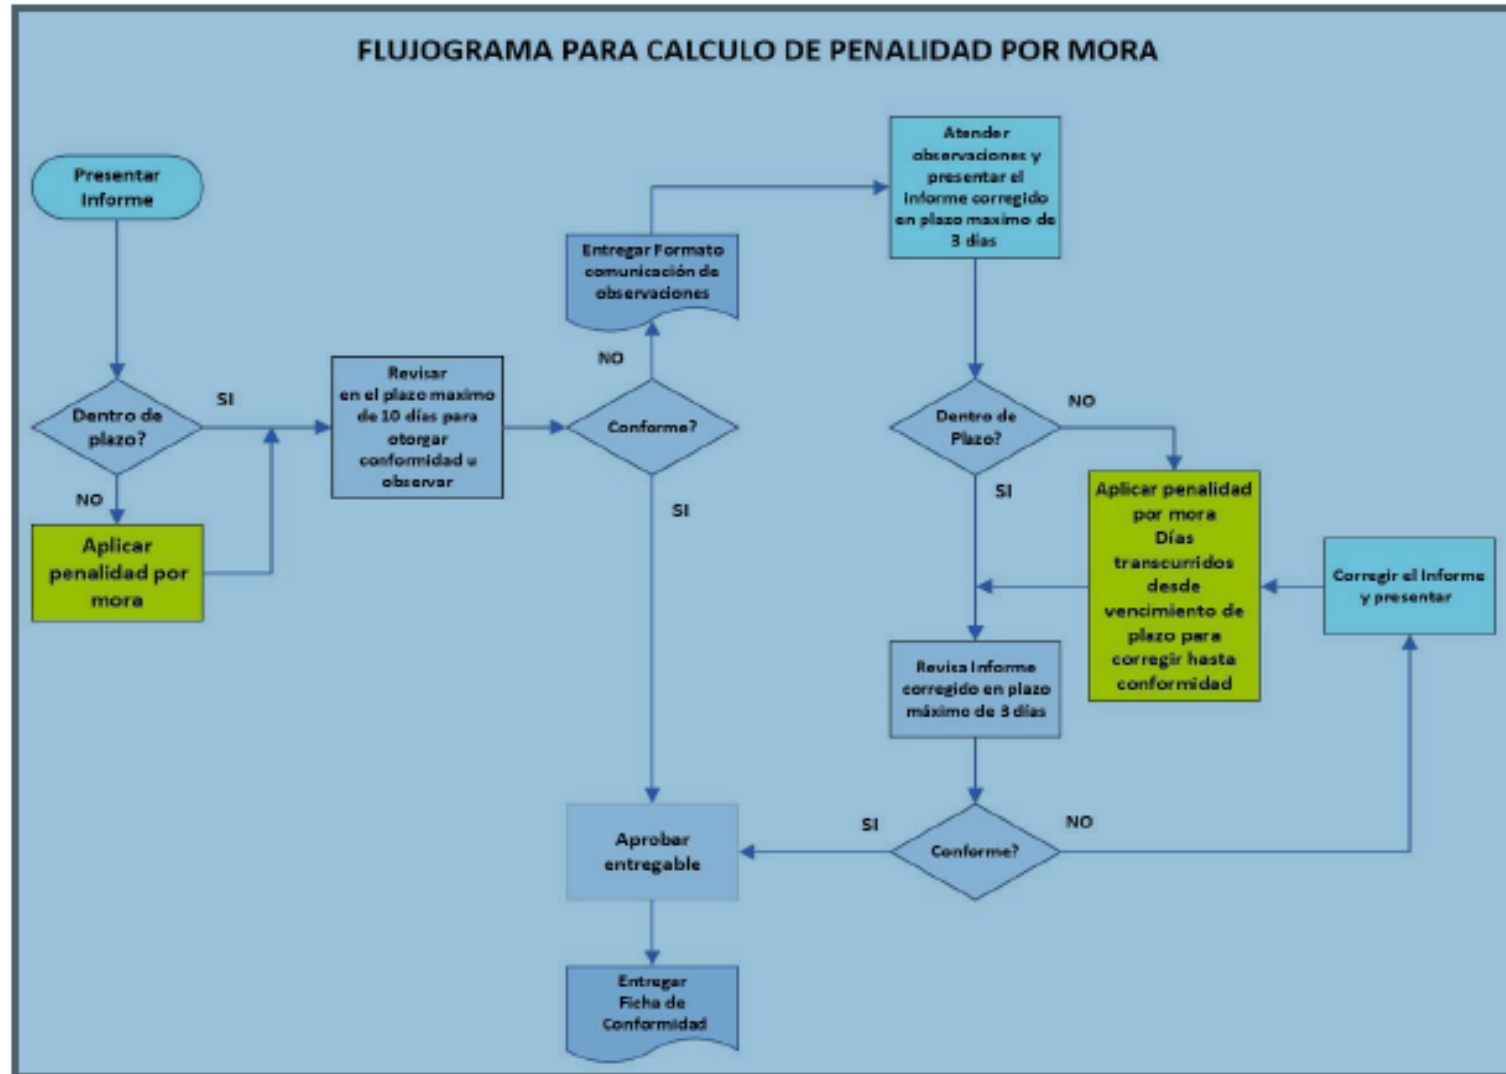 FLUJOGRAMA PARA CALCULO DE PENALIDAD POR MORA
Presentar
Informe
Dentro de
plazo?
SI
NO
Aplicar
penalidad por
mora
Revisar
en el plazo maximo
de 10 días para
otorgar
conformidad u
observar
Conforme?
NO
SI
Entregar Formato
comunicación de
observaciones
Atender
observaciones y
presentar el
informe corregido
en plazo maximo de
3 días
Dentro de
Plazo?
NO
SI
Aplicar penalidad
por mora
Días
transcurridos
desde
vencimiento de
plazo para
corregir hasta
conformidad
Corregir el Informe
y presentar
Revisa Informe
corregido en plazo
máximo de 3 días
Conforme?
SI
NO
Aprobar
entregable
Entregar
Ficha de
Conformidad